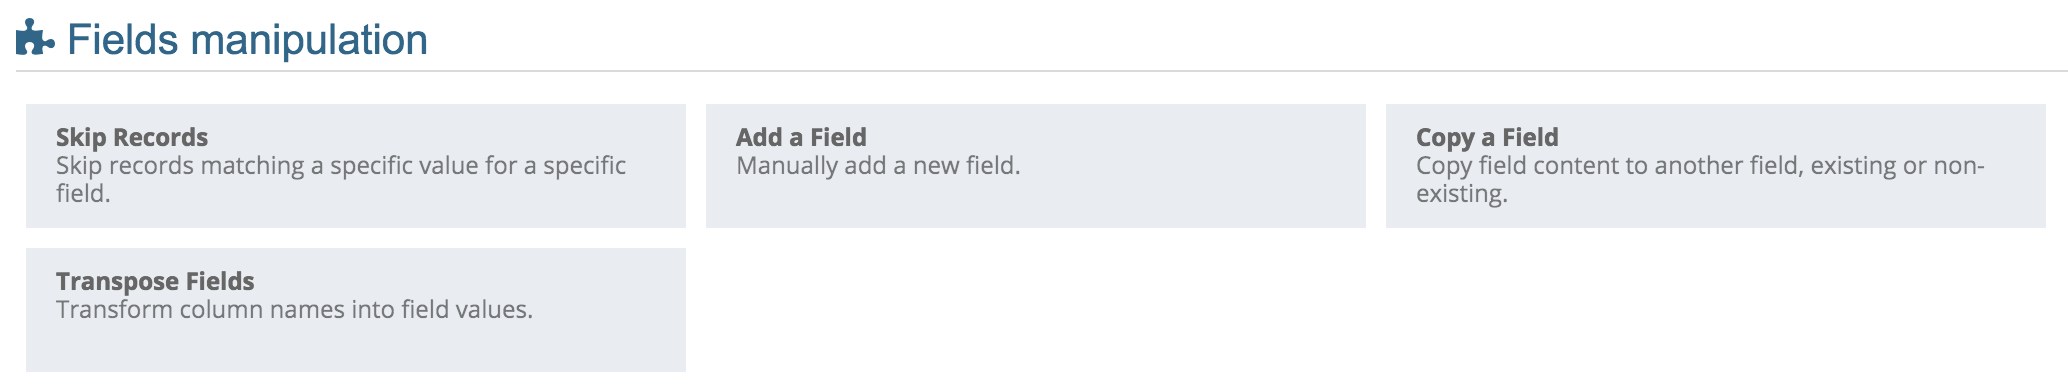 Fields manipulation
Skip Records
Skip records matching a specific value for a specific
field.
Add a Field
Manually add a new field.
Copy a Field
Copy field content to another field, existing or non-
existing.
Transpose Fields
Transform column names into field values.